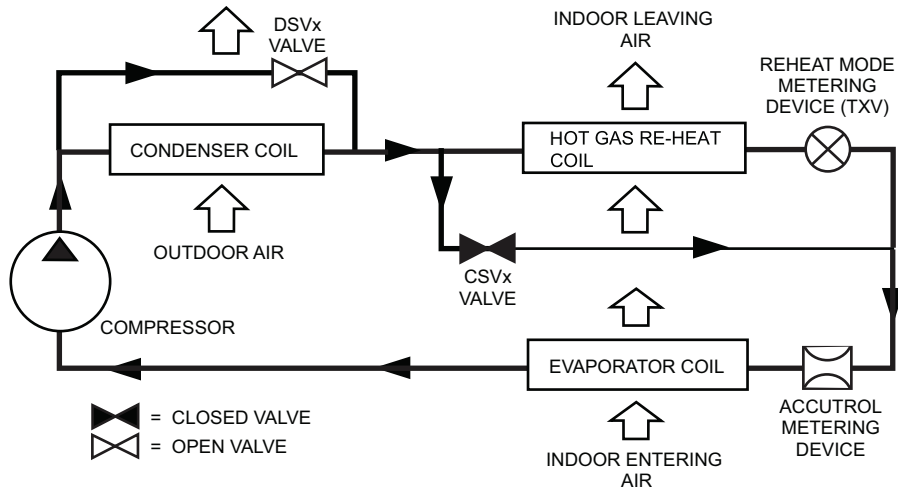 DSVx
VALVE
INDOOR LEAVING
AIR
REHEAT MODE
METERING
DEVICE (TXV)
CONDENSER COIL
HOT GAS RE-HEAT
COIL
OUTDOOR AIR
CSVx
VALVE
COMPRESSOR
EVAPORATOR COIL
ACCUTROL
METERING
DEVICE
= CLOSED VALVE
= OPEN VALVE
INDOOR ENTERING
AIR